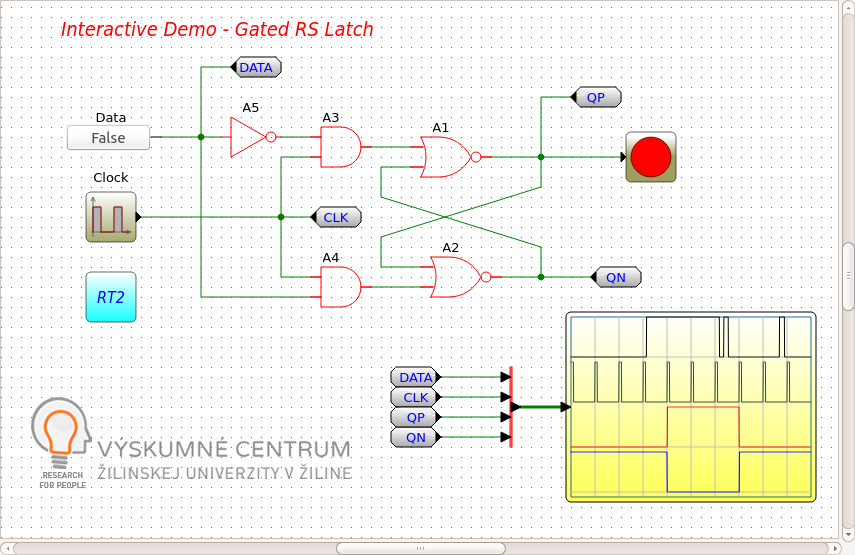 Interactive Demo - Gated RS Latch
DATA
A5
Data
False
A3
A1
QP
Clock
CLK
A4
A2
QN
RT2
DATA
CLK
QP
QN
VÝSKUMNÉ CENTRUM
ŽILINSKEJ UNIVERZITY V ŽILINE
RESEARCH
FOR PEOPLE